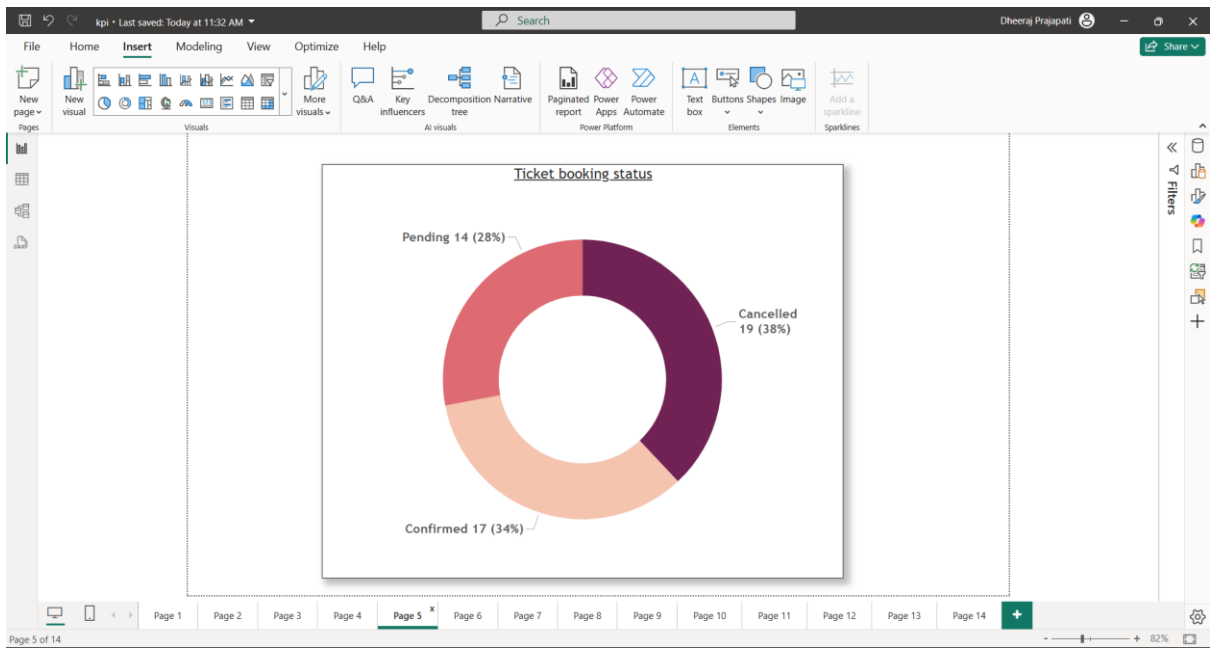 kpi • Last saved: Today at 11:32 AM
Search
Dheeraj Prajapati
File Home Insert Modeling View Optimize Help
Share
New page
New visual
More visuals
Q&A
Key influencers
Decomposition tree
Narrative
Paginated report
Power Apps
Power Automate
Text box
Buttons
Shapes
Image
Add a sparkline
Pages
Visuals
AI visuals
Power Platform
Elements
Sparklines
Filters
Ticket booking status
Pending 14 (28%)
Cancelled
19 (38%)
Confirmed 17 (34%)
Page 1 Page 2 Page 3 Page 4 Page 5 x Page 6 Page 7 Page 8 Page 9 Page 10 Page 11 Page 12 Page 13 Page 14 +
Page 5 of 14
- + 82%